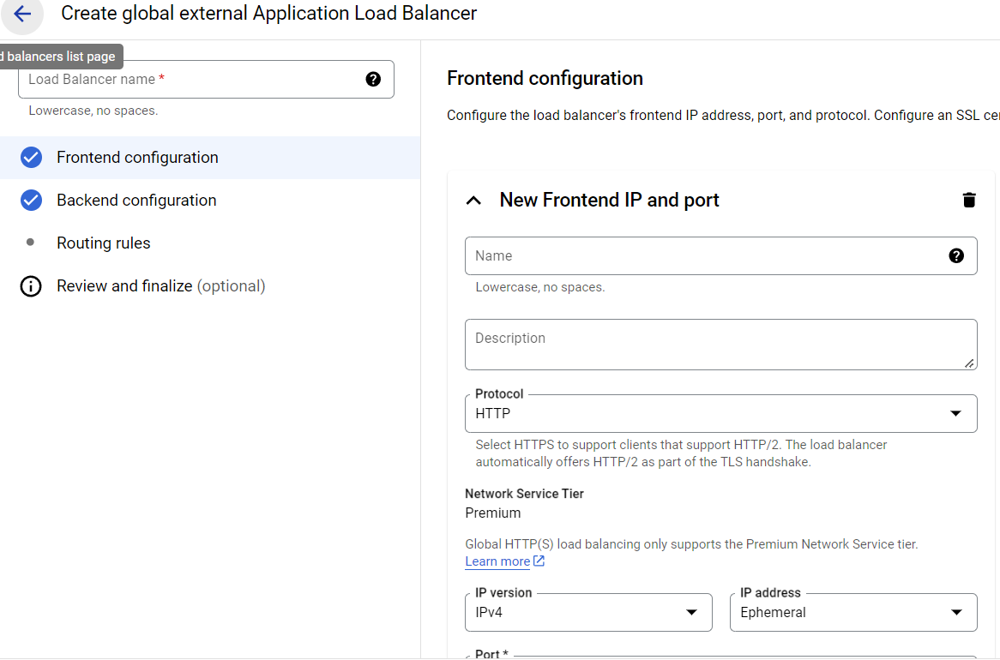 Create global external Application Load Balancer
d balancers list page
Load Balancer name *
Lowercase, no spaces.
Frontend configuration
Backend configuration
Routing rules
Review and finalize (optional)
Frontend configuration
Configure the load balancer's frontend IP address, port, and protocol. Configure an SSL cer
New Frontend IP and port
Name
Lowercase, no spaces.
Description
Protocol
HTTP
Select HTTPS to support clients that support HTTP/2. The load balancer
automatically offers HTTP/2 as part of the TLS handshake.
Network Service Tier
Premium
Global HTTP(S) load balancing only supports the Premium Network Service tier.
Learn more
IP version
IPv4
IP address
Ephemeral
Port *